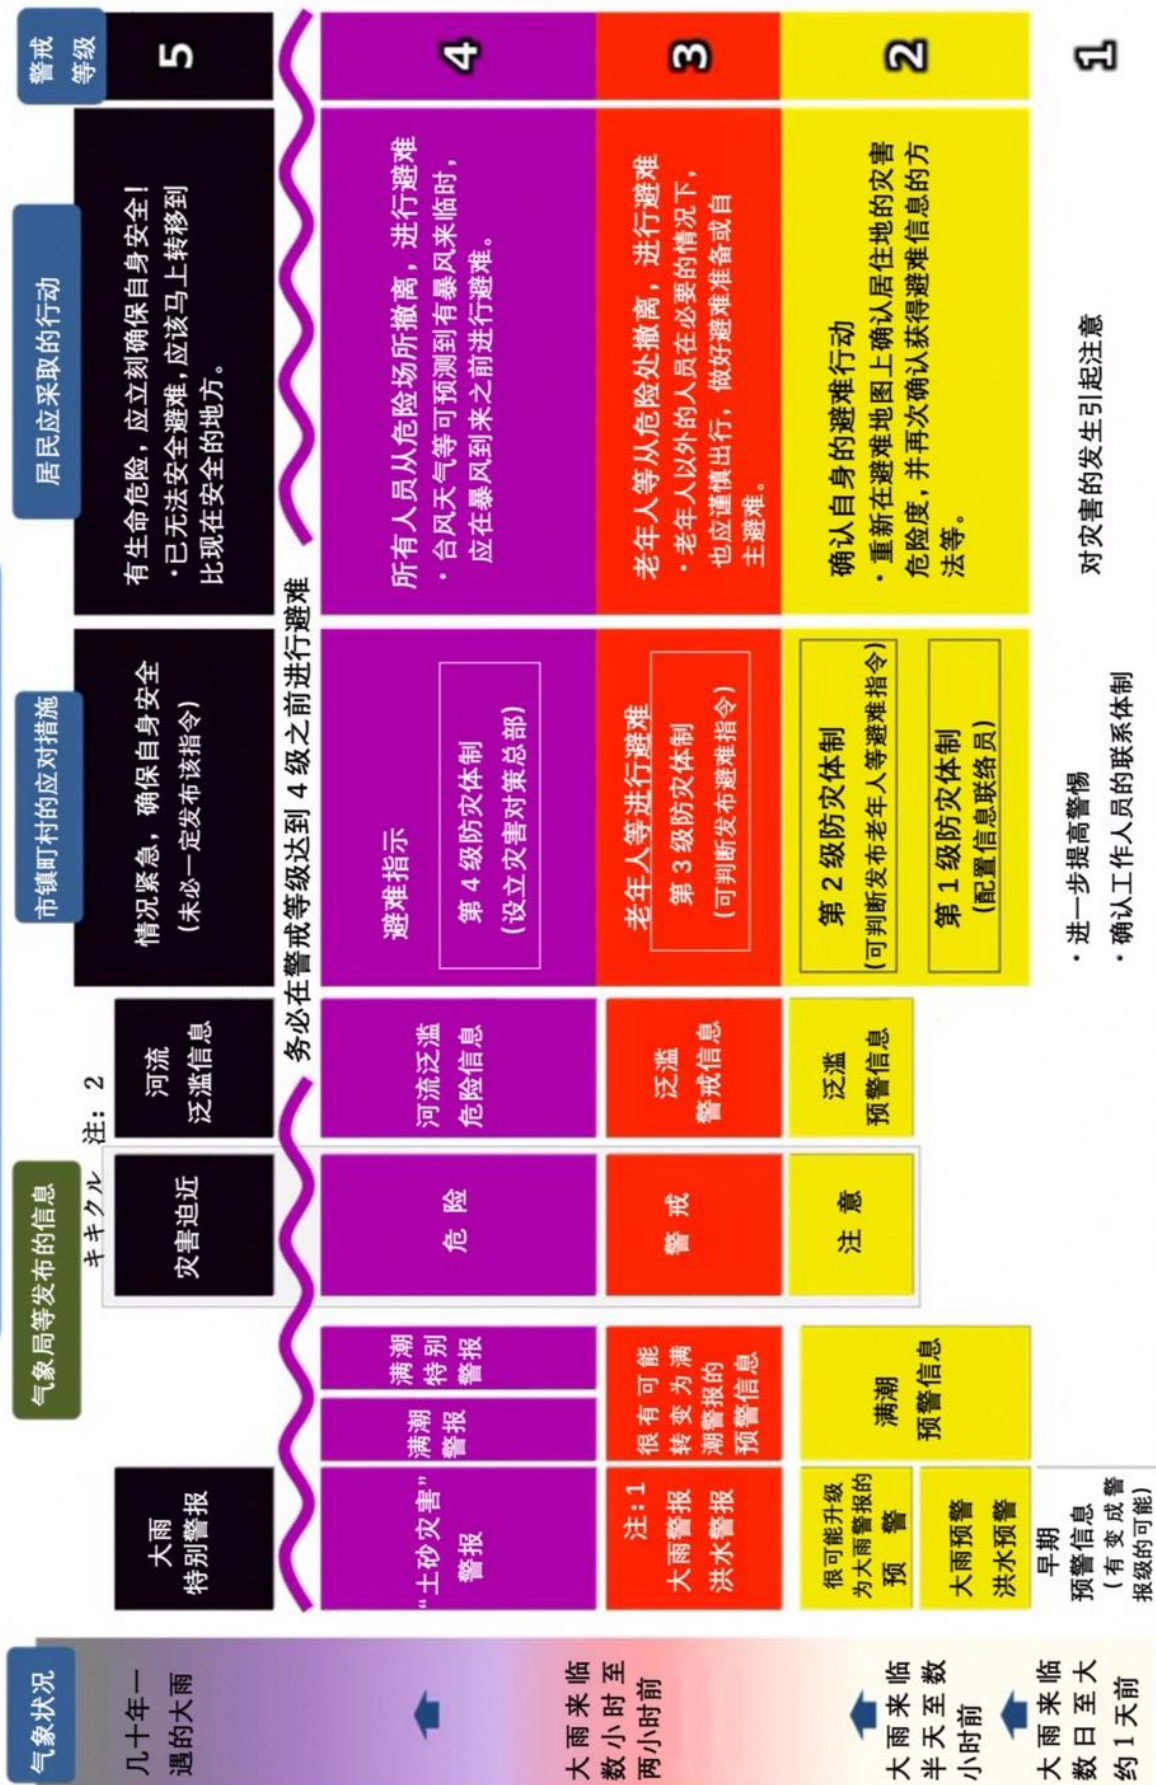 气象状况
气象局等发布的信息
市镇町村的应对措施
居民应采取的行动
警戒
等级
キキクル
注：2
几十年一
遇的大雨
大雨
特别警报
灾害迫近
河流
泛滥信息
情况紧急，确保自身安全
(未必一定发布该指令)
有生命危险，应立刻确保自身安全！
・已无法安全避难，应该马上转移到
比现在安全的地方。
5
务必在警戒等级达到 4 级之前进行避难
“土砂灾害”
警报
满潮
警报
满潮
特别
警报
危 险
河流泛滥
危险信息
避难指示
第 4 级防灾体制
(设立灾害对策总部)
所有人员从危险场所撤离，进行避难
・台风天气等可预测到有暴风来临时，
应在暴风到来之前进行避难。
4
大雨来临
数小时至
两小时前
注：1
大雨警报
洪水警报
很有可能
转变为满
潮警报的
预警信息
警 戒
泛滥
警戒信息
老年人等进行避难
第 3 级防灾体制
(可判断发布避难指令)
老年人等从危险处撤离，进行避难
・老年人以外的人员在必要的情况下，
也应谨慎出行，做好避难准备或自
主避难。
3
大雨来临
半天至数
小时前
很可能升级
为大雨警报的
预 警
大雨预警
洪水预警
满潮
预警信息
注 意
泛滥
预警信息
第 2 级防灾体制
(可判断发布老年人等避难指令)
第 1 级防灾体制
(配置信息联络员)
确认自身的避难行动
・重新在避难地图上确认居住地的灾害
危险度，并再次确认获得避难信息的方
法等。
2
大雨来临
数日至大
约 1 天前
早期
预警信息
(有变成警
报级的可能)
・进一步提高警惕
・确认工作人员的联系体制
对灾害的发生引起注意
1